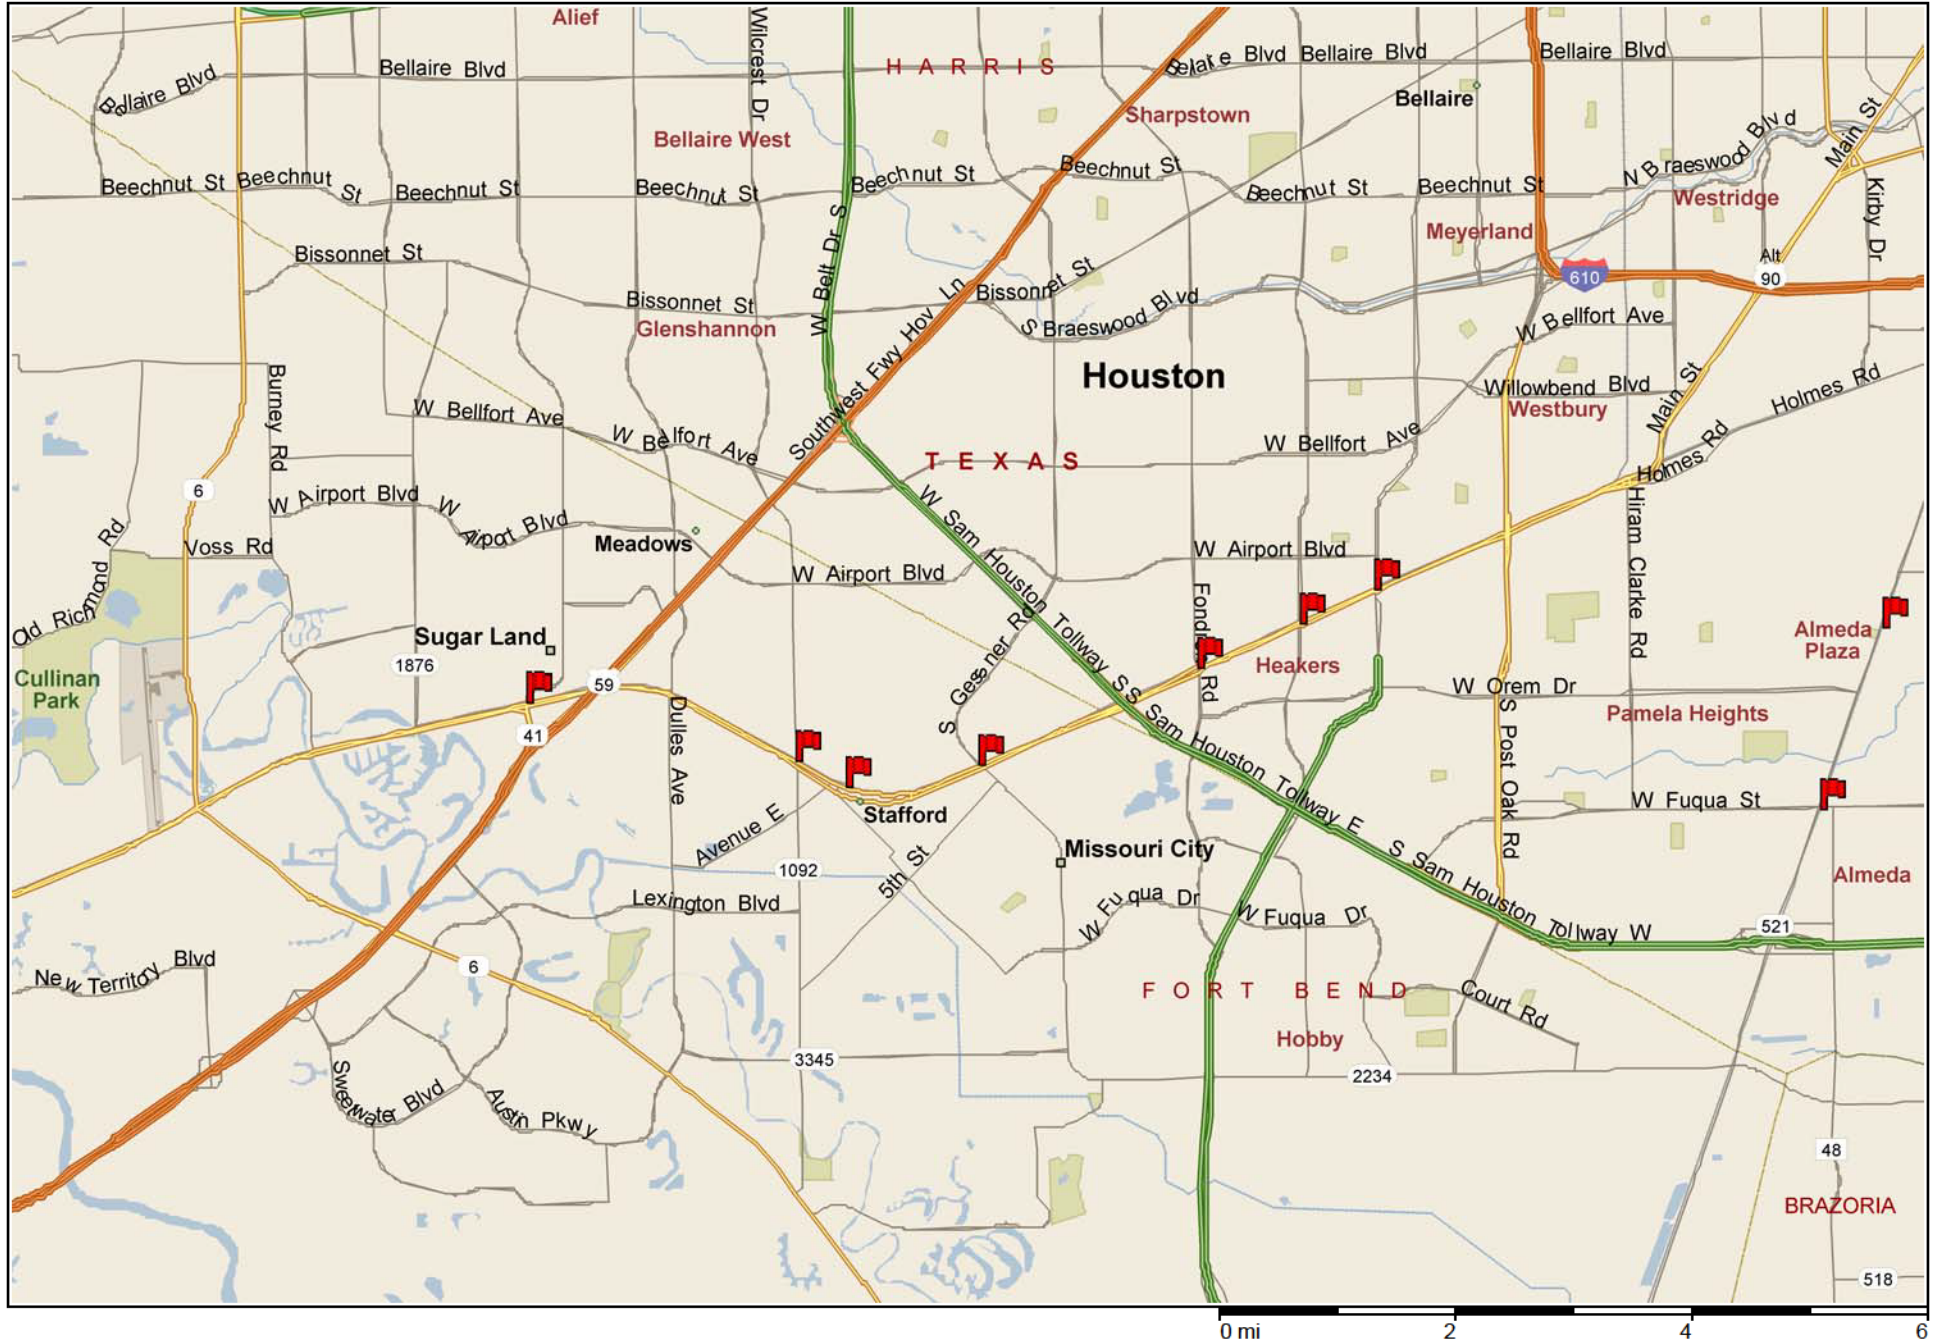 Alief
Wilcrest Dr
HARRIS
Bellaire Blvd
Bellaire Blvd
Bellaire Blvd
Bellaire Blvd
Bellaire Blvd
Bellaire
Sharpstown
Bellaire West
Main St
N Braeswood Blvd
Beechnut St
Beechnut St
Beechnut St
Beechnut St
Beechnut St
Beechnut St
Beechnut St
Beechnut St
Westridge
Kirby Dr
Meyerland
W Belt Dr S
Bissonnet St
Bissonnet St
Bissonnet St
Alt
90
610
Glenshannon
S Braeswood Blvd
W Bellfort Ave
Southwest Fwy Hov Ln
Houston
Burney Rd
Willowbend Blvd
Westbury
Main St
Holmes Rd
W Bellfort Ave
W Bellfort Ave
W Bellfort Ave
TEXAS
Holmes Rd
6
W Airport Blvd
W Airport Blvd
W Sam Houston Tollway S
Hiram Clarke Rd
Old Richmond Rd
Voss Rd
Meadows
W Airport Blvd
W Airport Blvd
Fondren Rd
S Gessner Rd
Sugar Land
1876
Heakers
Almeda
Plaza
Cullinan
Park
59
41
Dulles Ave
W Orem Dr
S Post Oak Rd
Pamela Heights
S Sam Houston Tollway E
W Fuqua St
Stafford
Avenue E
Missouri City
1092
5th St
S Sam Houston Tollway W
Almeda
Lexington Blvd
W Fuqua Dr
W Fuqua Dr
521
New Territory Blvd
6
FORT BEND
Court Rd
Hobby
3345
2234
Sweetwater Blvd
Austin Pkwy
48
BRAZORIA
518
0 mi
2
4
6